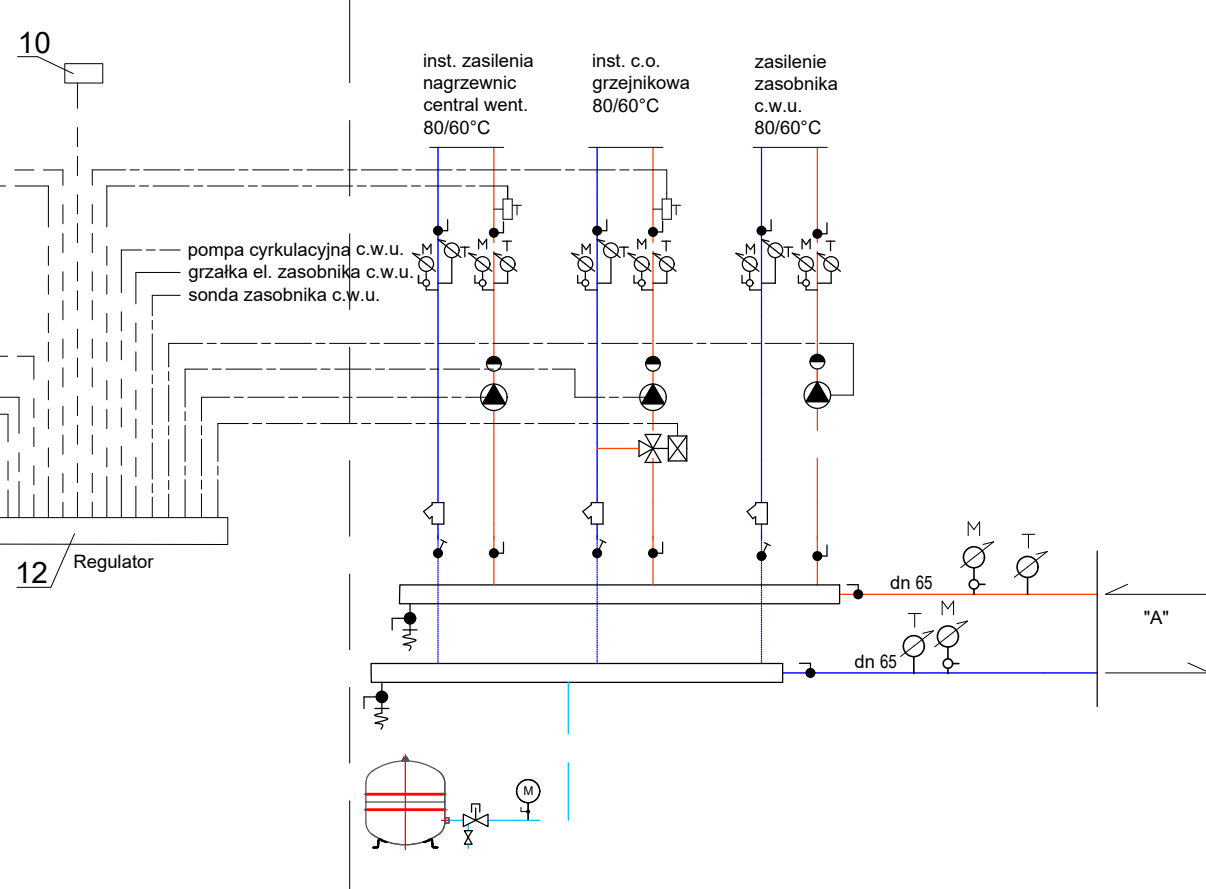 10
inst. zasilenia
nagrzewnic
central went.
80/60°C
inst. c.o.
grzejnikowa
80/60°C
zasilenie
zasobnika
c.w.u.
80/60°C
T
T
pompa cyrkulacyjna c.w.u.
grzałka el. zasobnika c.w.u.
sonda zasobnika c.w.u.
M
T
M
T
M
T
M
T
M
T
M
T
12
Regulator
dn 65
M
T
"A"
dn 65
T
M
M